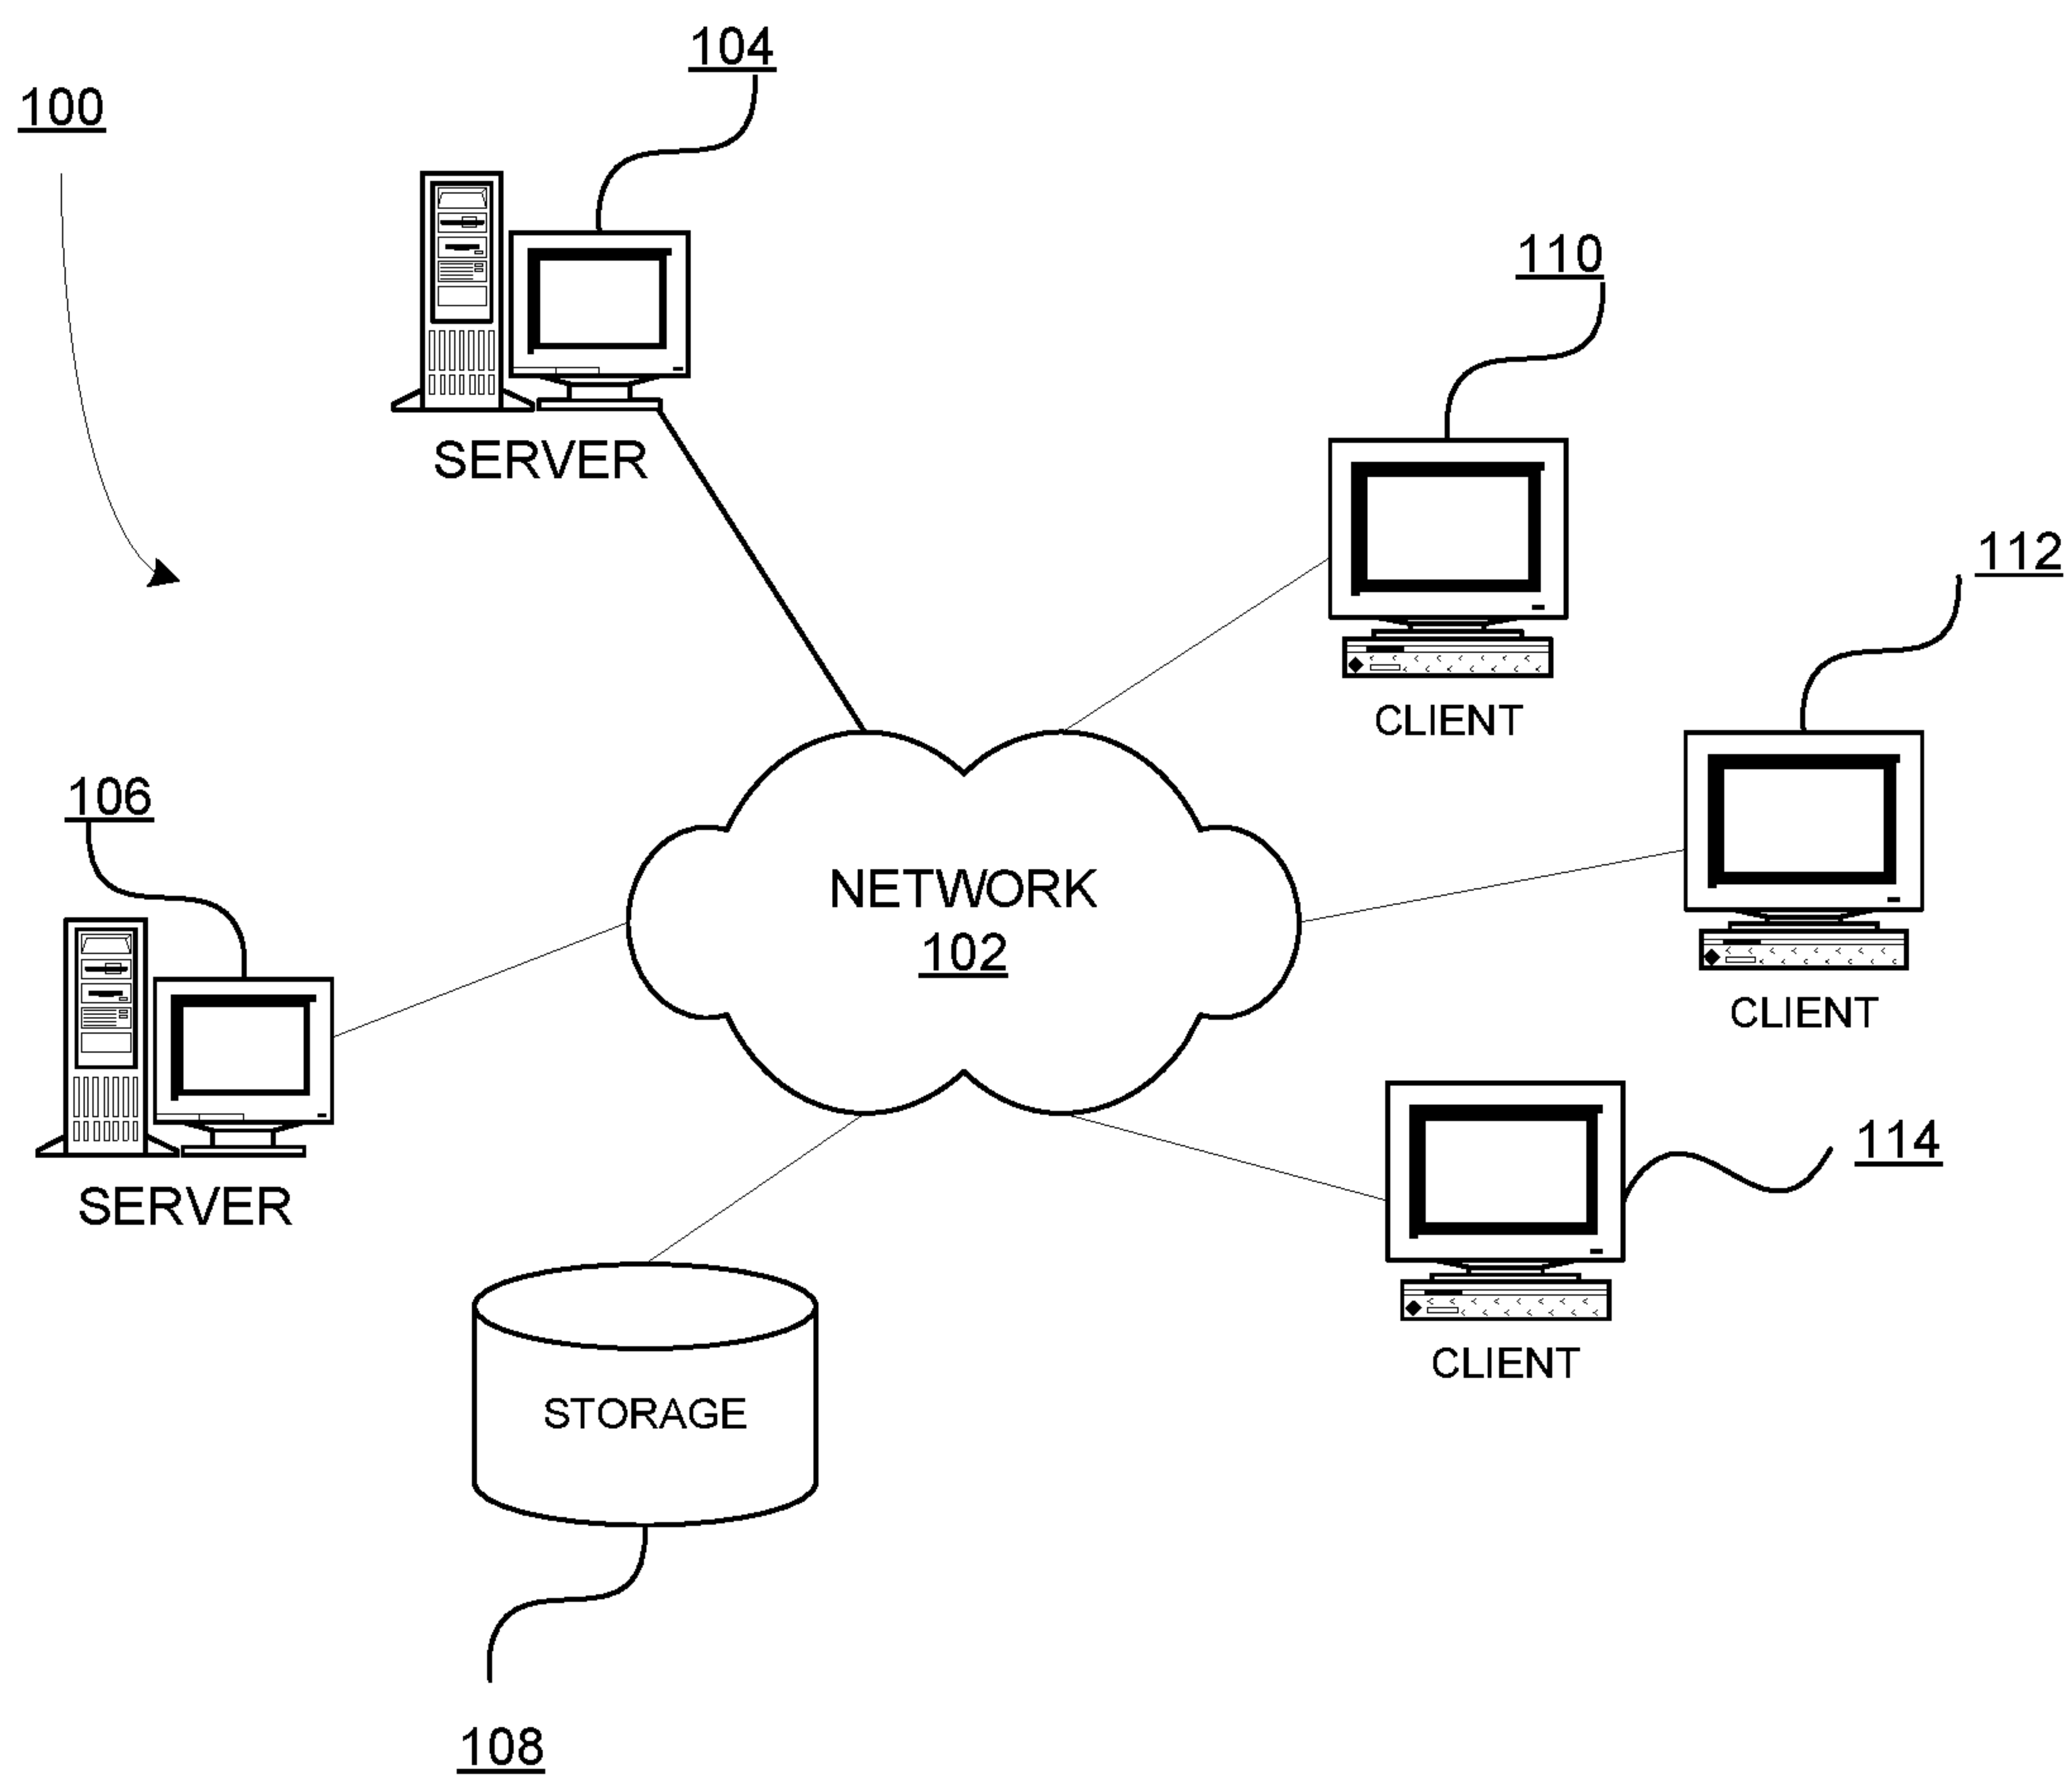 104
100
110
SERVER
112
CLIENT
106
NETWORK
102
CLIENT
114
SERVER
CLIENT
STORAGE
108